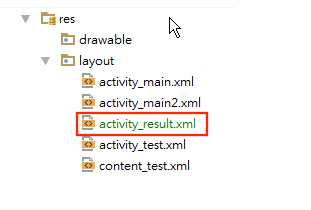 res
drawable
layout
activity_main.xml
activity_main2.xml
activity_result.xml
activity_test.xml
content_test.xml